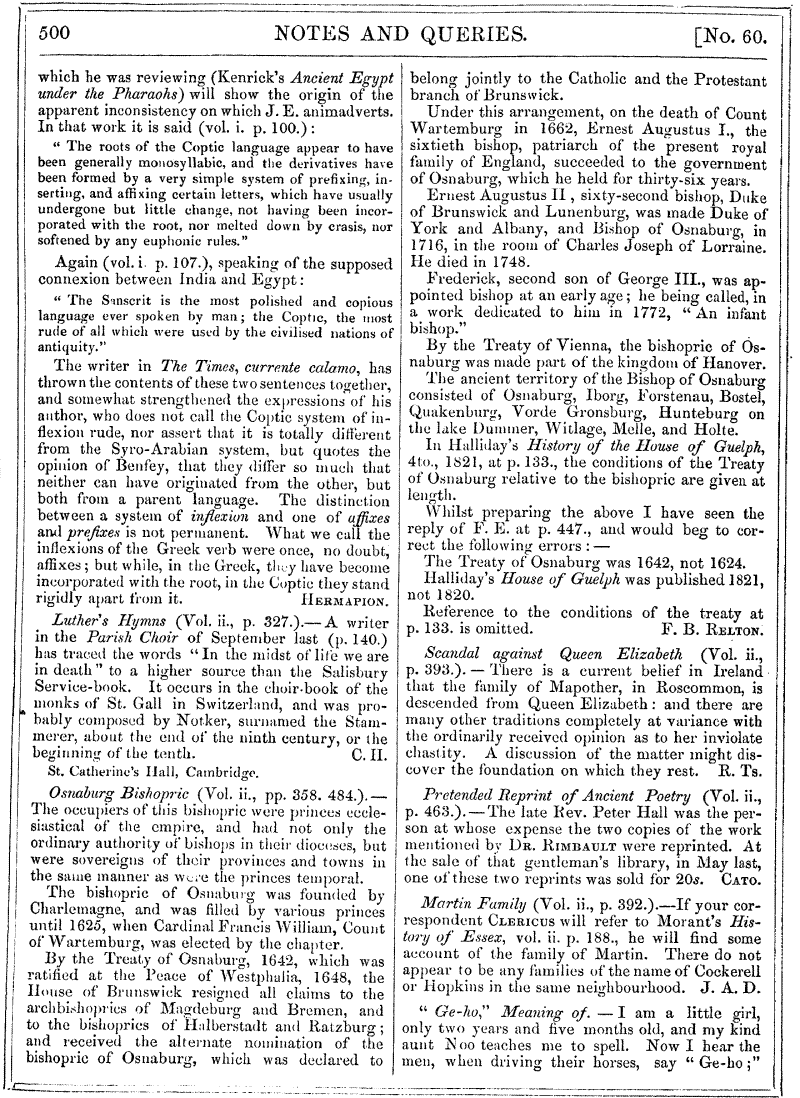 500 NOTES AND QUERIES. [No. 60.
which he was reviewing (Kenrick's Ancient Egypt
under the Pharaohs) will show the origin of the
apparent inconsistency on which J. E. animadverts.
In that work it is said (vol. i. p. 100.):
“ The roots of the Coptic language appear to have
been generally monosyllabic, and the derivatives have
been formed by a very simple system of prefixing, in-
serting, and affixing certain letters, which have usually
undergone but little change, not having been incor-
porated with the root, nor melted down by crasis, nor
softened by any euphonic rules.”
Again (vol. i. p. 107.), speaking of the supposed
connexion between India and Egypt:
“ The Sanscrit is the most polished and copious
language ever spoken by man; the Coptic, the most
rude of all which were used by the civilised nations of
antiquity.”
The writer in The Times, currente calamo, has
thrown the contents of these two sentences together,
and somewhat strengthened the expressions of his
author, who does not call the Coptic system of in-
flexion rude, nor assert that it is totally different
from the Syro-Arabian system, but quotes the
opinion of Benfey, that they differ so much that
neither can have originated from the other, but
both from a parent language. The distinction
between a system of inflexion and one of affixes
and prefixes is not permanent. What we call the
inflexions of the Greek verb were once, no doubt,
affixes; but while, in the Greek, they have become
incorporated with the root, in the Coptic they stand
rigidly apart from it. HERMAPION.
Luther's Hymns (Vol. ii., p. 327.).—A writer
in the Parish Choir of September last (p. 140.)
has traced the words “In the midst of life we are
in death” to a higher source than the Salisbury
Service-book. It occurs in the choir-book of the
monks of St. Gall in Switzerland, and was pro-
bably composed by Notker, surnamed the Stam-
merer, about the end of the ninth century, or the
beginning of the tenth. C. H.
St. Catherine's Hall, Cambridge.
Osnaburg Bishopric (Vol. ii., pp. 358. 484.).—
The occupiers of this bishopric were princes eccle-
siastical of the empire, and had not only the
ordinary authority of bishops in their dioceses, but
were sovereigns of their provinces and towns in
the same manner as were the princes temporal.
The bishopric of Osnaburg was founded by
Charlemagne, and was filled by various princes
until 1625, when Cardinal Francis William, Count
of Wartemburg, was elected by the chapter.
By the Treaty of Osnaburg, 1642, which was
ratified at the Peace of Westphalia, 1648, the
House of Brunswick resigned all claims to the
archbishoprics of Magdeburg and Bremen, and
to the bishoprics of Halberstadt and Ratzburg;
and received the alternate nomination of the
bishopric of Osnaburg, which was declared to
belong jointly to the Catholic and the Protestant
branch of Brunswick.
Under this arrangement, on the death of Count
Wartemburg in 1662, Ernest Augustus I., the
sixtieth bishop, patriarch of the present royal
family of England, succeeded to the government
of Osnaburg, which he held for thirty-six years.
Ernest Augustus II, sixty-second bishop, Duke
of Brunswick and Lunenburg, was made Duke of
York and Albany, and Bishop of Osnaburg, in
1716, in the room of Charles Joseph of Lorraine.
He died in 1748.
Frederick, second son of George III., was ap-
pointed bishop at an early age; he being called, in
a work dedicated to him in 1772, “An infant
bishop.”
By the Treaty of Vienna, the bishopric of Os-
naburg was made part of the kingdom of Hanover.
The ancient territory of the Bishop of Osnaburg
consisted of Osnaburg, Iborg, Forstenau, Bostel,
Quakenburg, Vorde Gronsburg, Hunteburg on
the lake Dummer, Witlage, Melle, and Holte.
In Halliday's History of the House of Guelph,
4to., 1821, at p. 133., the conditions of the Treaty
of Osnaburg relative to the bishopric are given at
length.
Whilst preparing the above I have seen the
reply of F. E. at p. 447., and would beg to cor-
rect the following errors:—
The Treaty of Osnaburg was 1642, not 1624.
Halliday's House of Guelph was published 1821,
not 1820.
Reference to the conditions of the treaty at
p. 133. is omitted. F. B. RELTON.
Scandal against Queen Elizabeth (Vol. ii.,
p. 393.).—There is a current belief in Ireland
that the family of Mapother, in Roscommon, is
descended from Queen Elizabeth: and there are
many other traditions completely at variance with
the ordinarily received opinion as to her inviolate
chastity. A discussion of the matter might dis-
cover the foundation on which they rest. R. Ts.
Pretended Reprint of Ancient Poetry (Vol. ii.,
p. 463.).—The late Rev. Peter Hall was the per-
son at whose expense the two copies of the work
mentioned by DR. RIMBAULT were reprinted. At
the sale of that gentleman's library, in May last,
one of these two reprints was sold for 20s. CATO.
Martin Family (Vol. ii., p. 392.).—If your cor-
respondent CLERICUS will refer to Morant's His-
tory of Essex, vol. ii. p. 188., he will find some
account of the family of Martin. There do not
appear to be any families of the name of Cockerell
or Hopkins in the same neighbourhood. J. A. D.
“ Ge-ho,” Meaning of.—I am a little girl,
only two years and five months old, and my kind
aunt Noo teaches me to spell. Now I hear the
men, when driving their horses, say “ Ge-ho;”